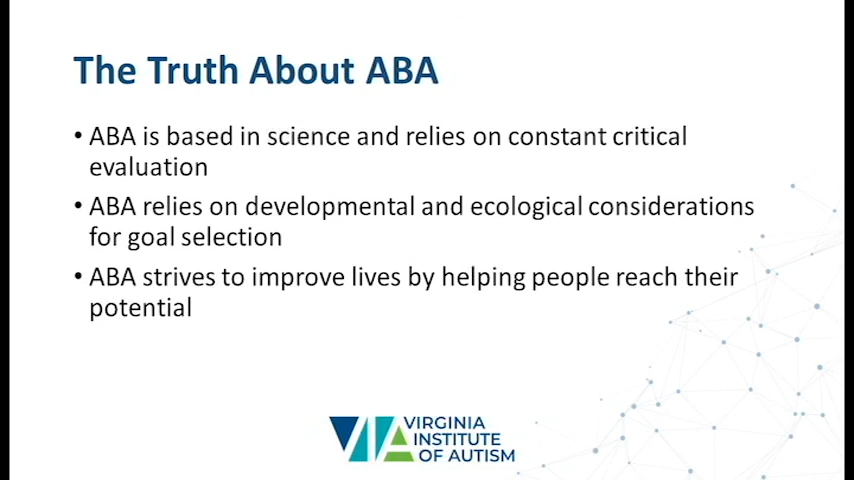 The Truth About ABA
• ABA is based in science and relies on constant critical
evaluation
• ABA relies on developmental and ecological considerations
for goal selection
• ABA strives to improve lives by helping people reach their
potential
VIA VIRGINIA
INSTITUTE
OF AUTISM